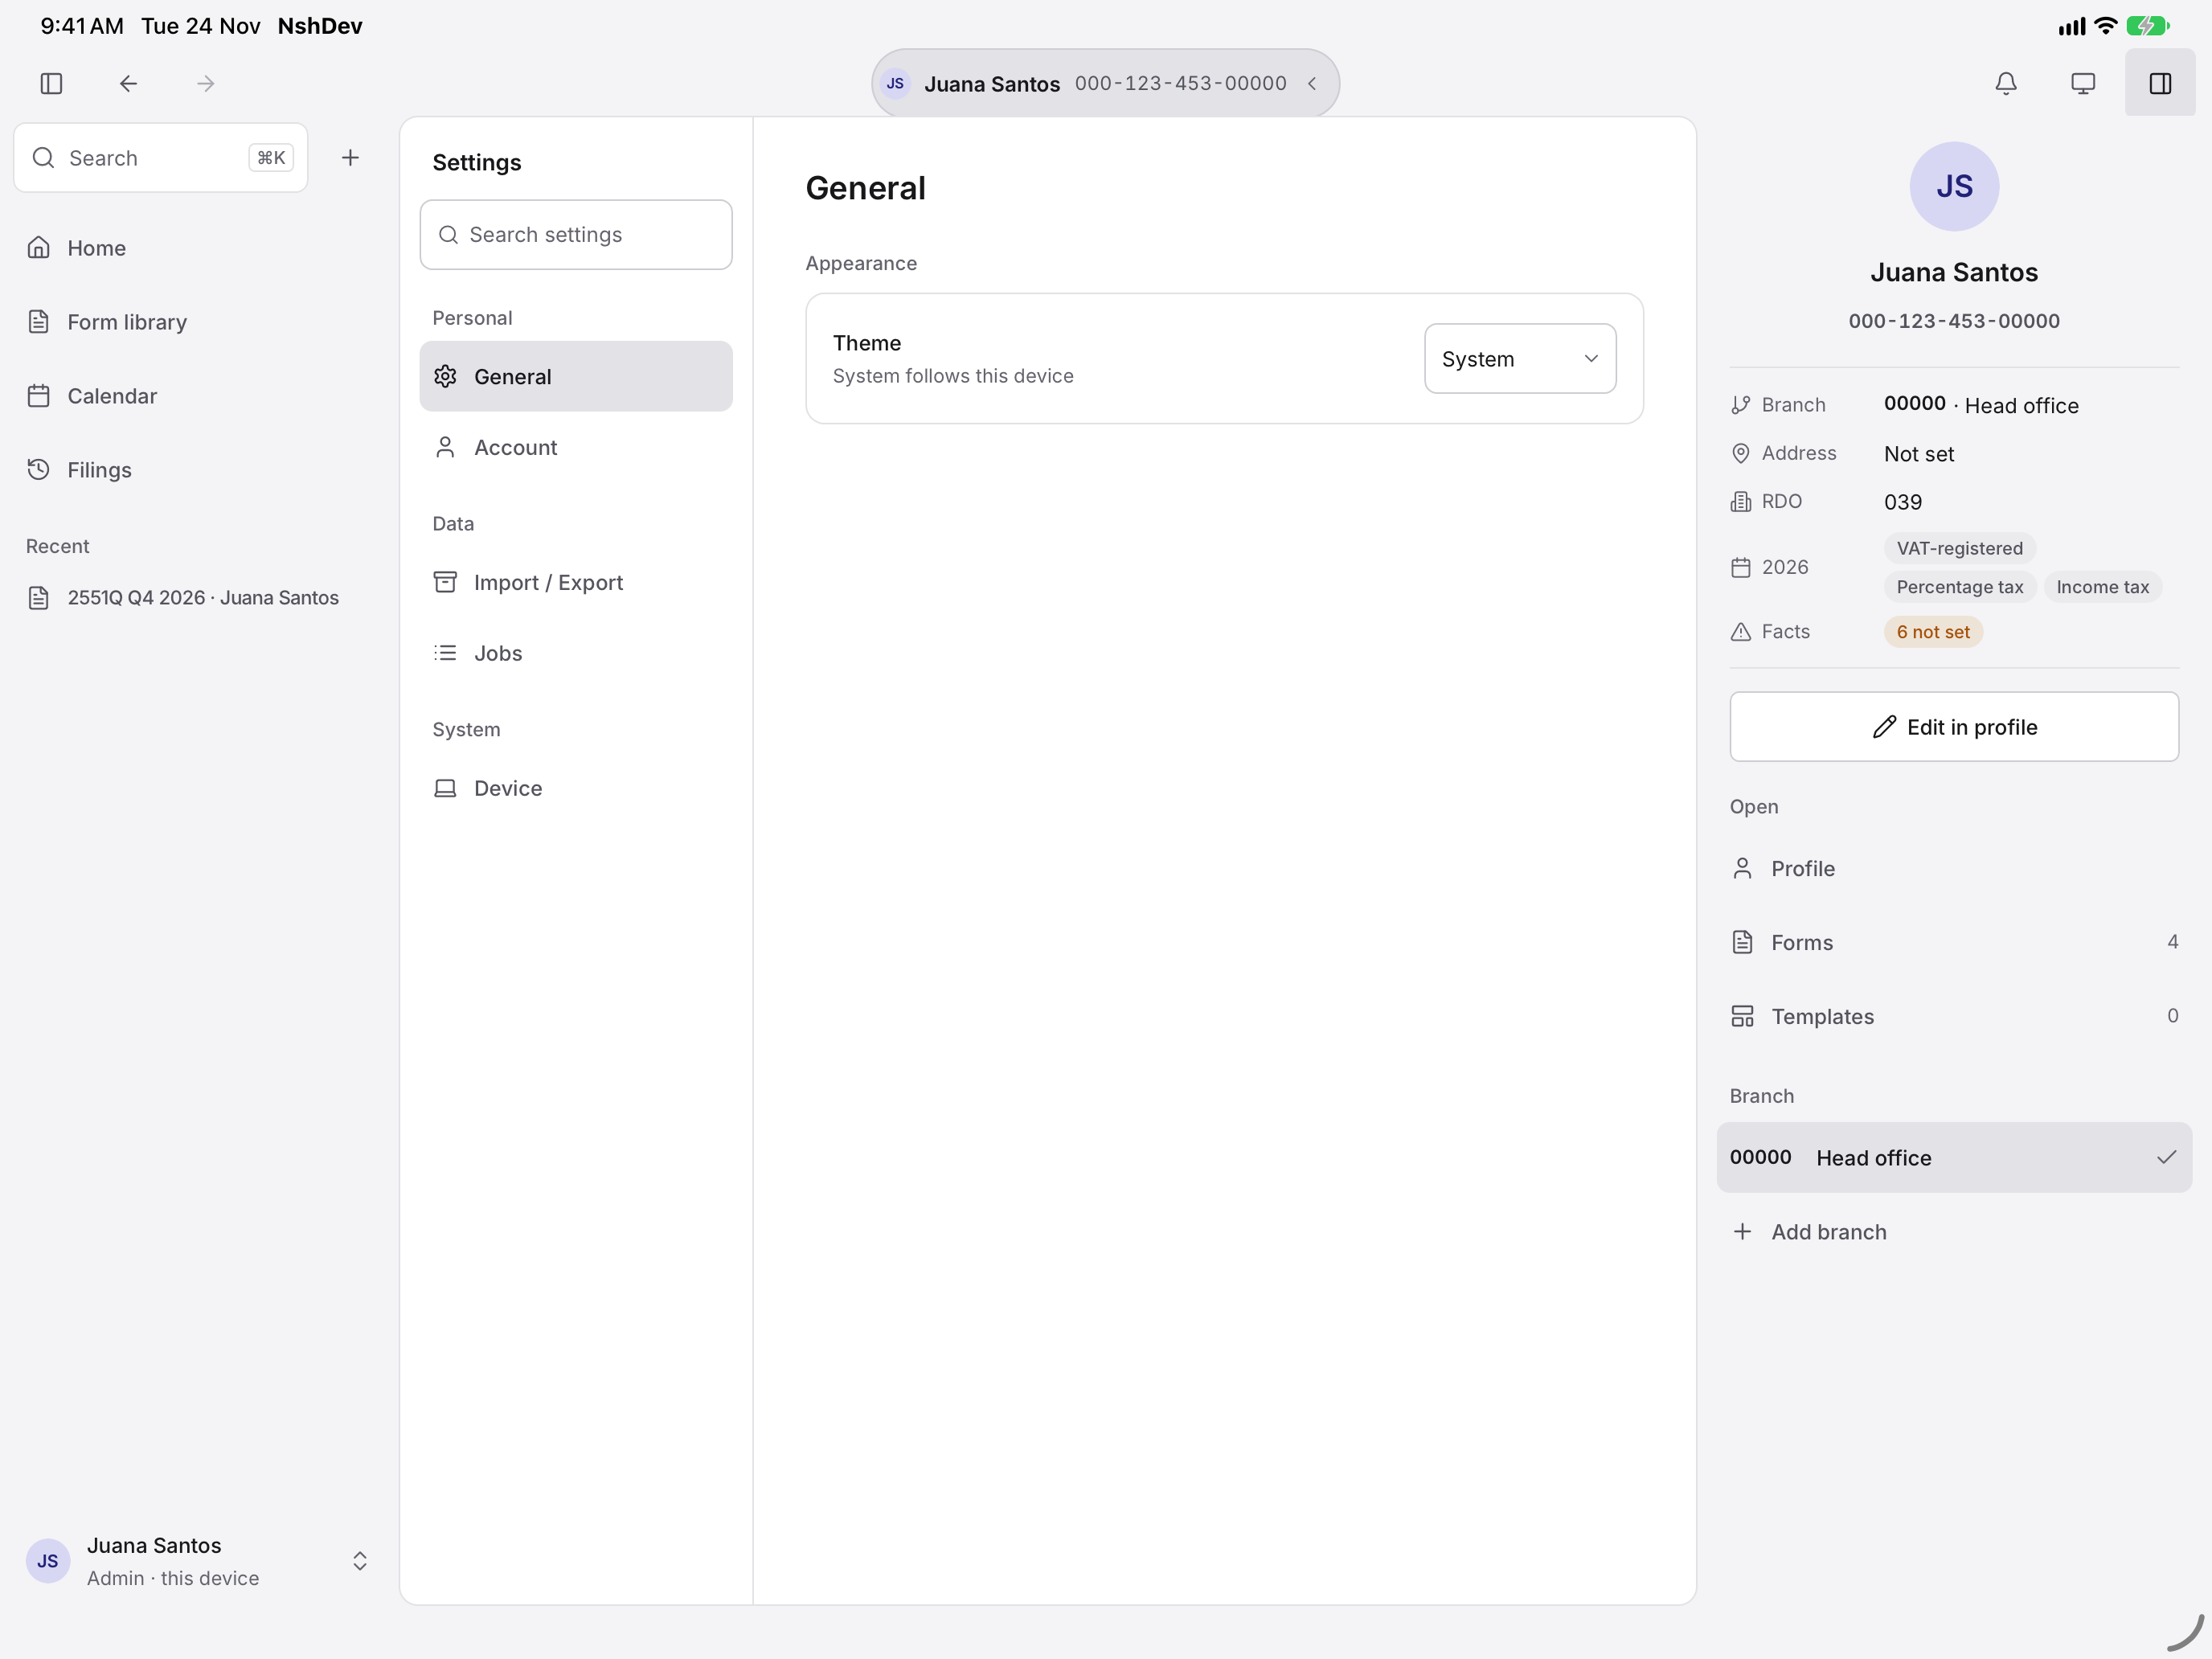 9:41 AM Tue 24 Nov NshDev
JS Juana Santos 000-123-453-00000
Search ⌘K
Home
Form library
Calendar
Filings
Recent
2551Q Q4 2026 · Juana Santos
JS
Juana Santos
Admin · this device
Settings
Search settings
Personal
General
Account
Data
Import / Export
Jobs
System
Device
General
Appearance
Theme
System follows this device
System
JS
Juana Santos
000-123-453-00000
Branch 00000 · Head office
Address Not set
RDO 039
2026 VAT-registered
Percentage tax Income tax
Facts 6 not set
Edit in profile
Open
Profile
Forms 4
Templates 0
Branch
00000 Head office
Add branch